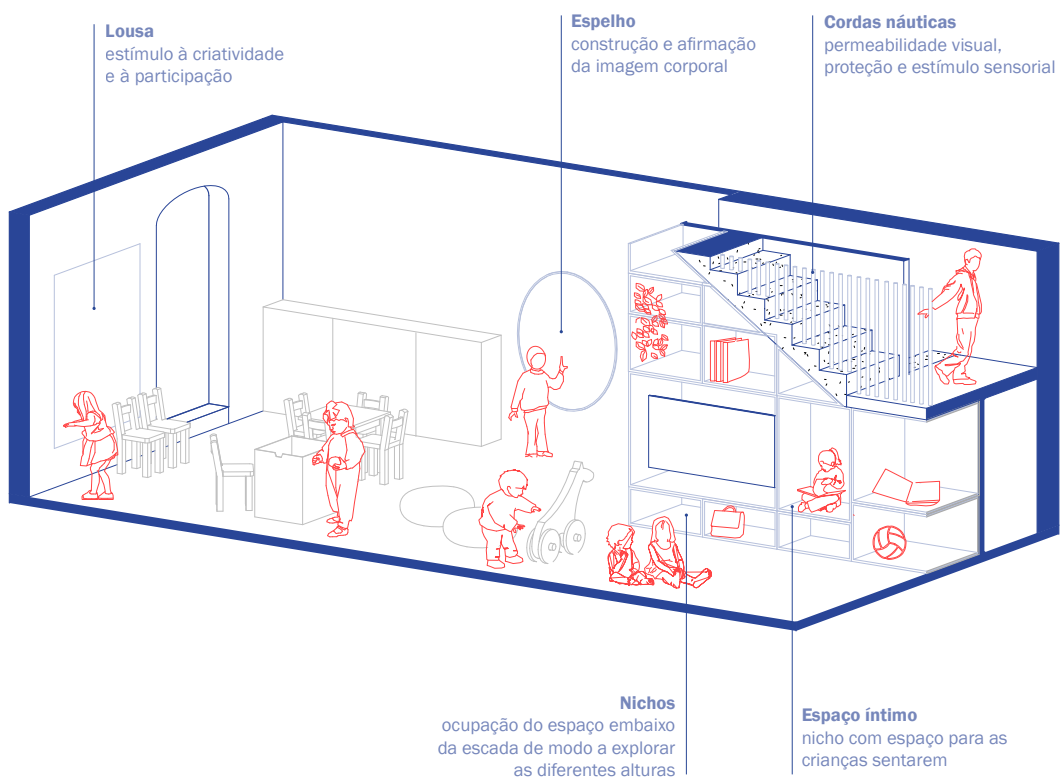 Lousa
estímulo à criatividade
e à participação
Espelho
construção e afirmação
da imagem corporal
Cordas náuticas
permeabilidade visual,
proteção e estímulo sensorial
Nichos
ocupação do espaço embaixo
da escada de modo a explorar
as diferentes alturas
Espaço íntimo
nicho com espaço para as
crianças sentarem